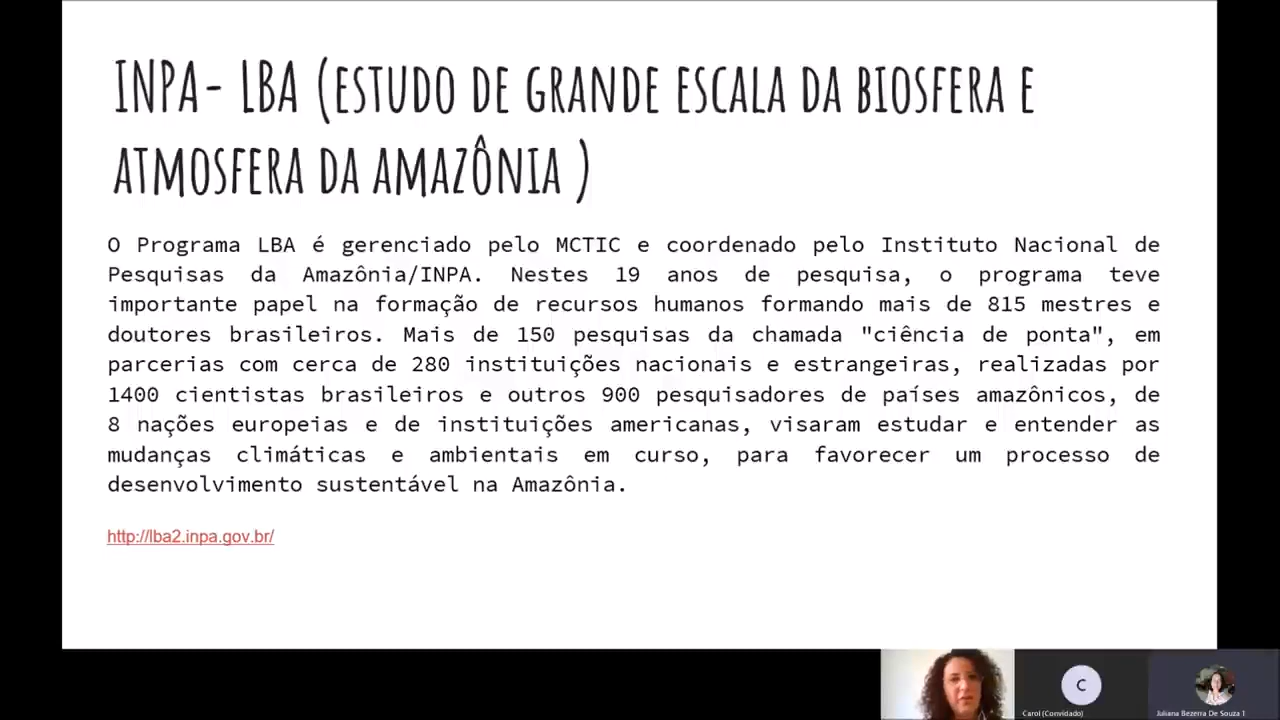 INPA- LBA (ESTUDO DE GRANDE ESCALA DA BIOSFERA E
ATMOSFERA DA AMAZÔNIA )
O Programa LBA é gerenciado pelo MCTIC e coordenado pelo Instituto Nacional de
Pesquisas da Amazônia/INPA. Nestes 19 anos de pesquisa, o programa teve
importante papel na formação de recursos humanos formando mais de 815 mestres e
doutores brasileiros. Mais de 150 pesquisas da chamada "ciência de ponta", em
parcerias com cerca de 280 instituições nacionais e estrangeiras, realizadas por
1400 cientistas brasileiros e outros 900 pesquisadores de países amazônicos, de
8 nações europeias e de instituições americanas, visaram estudar e entender as
mudanças climáticas e ambientais em curso, para favorecer um processo de
desenvolvimento sustentável na Amazônia.
http://lba2.inpa.gov.br/
C
Carol (Convidado)
Juliana Bezerra De Souza 1